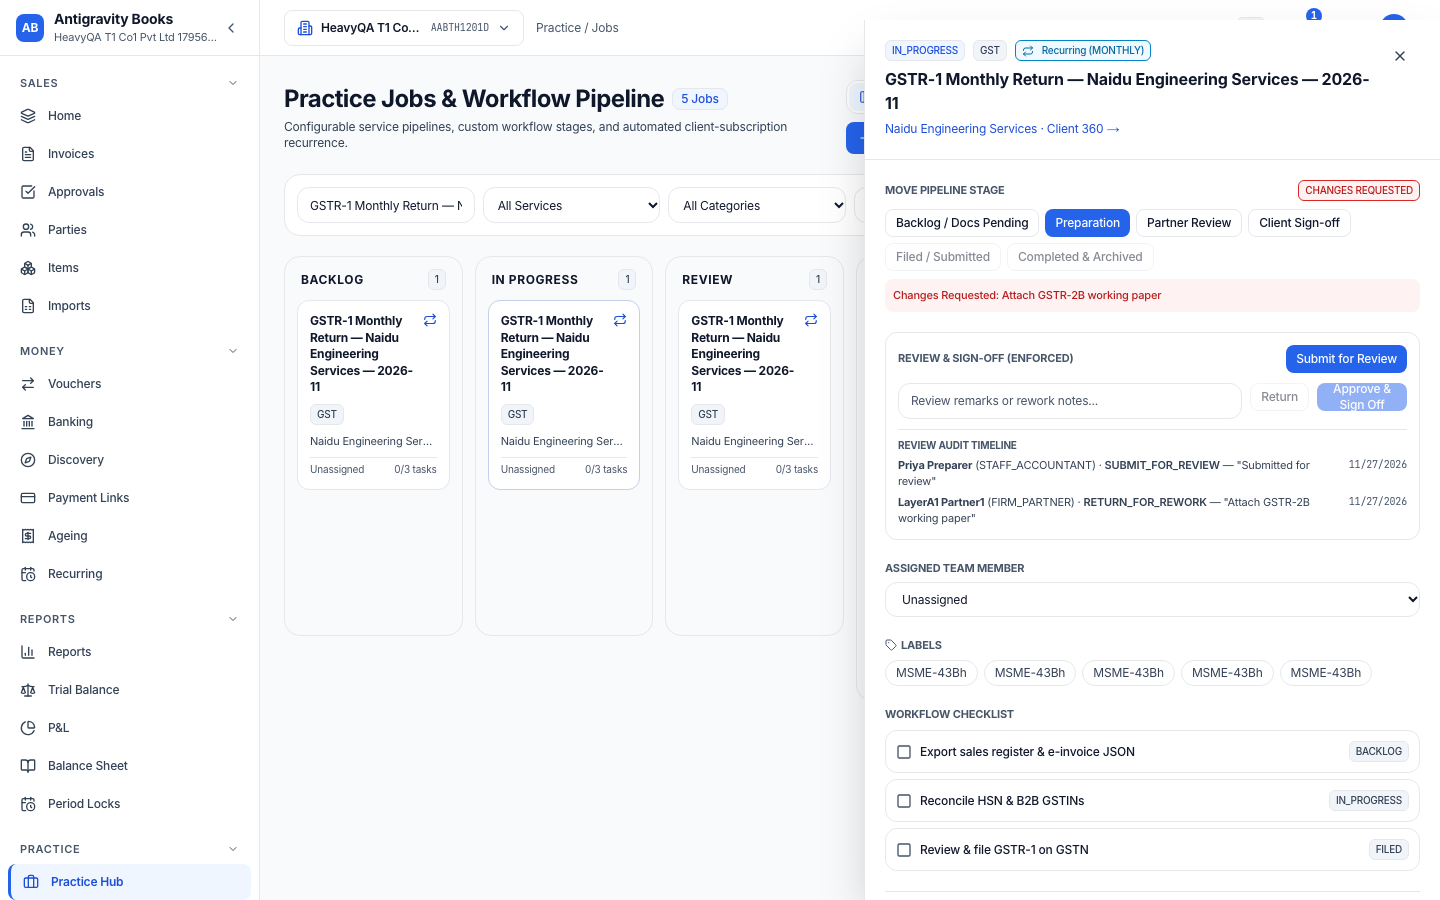 AB
Antigravity Books
HeavyQA T1 Co1 Pvt Ltd 17956...
SALES
Home
Invoices
Approvals
Parties
Items
Imports
MONEY
Vouchers
Banking
Discovery
Payment Links
Ageing
Recurring
REPORTS
Reports
Trial Balance
P&L
Balance Sheet
Period Locks
PRACTICE
Practice Hub
HeavyQA T1 Co... AABTH1201D
Practice / Jobs
1
Practice Jobs & Workflow Pipeline 5 Jobs
Configurable service pipelines, custom workflow stages, and automated client-subscription
recurrence.
GSTR-1 Monthly Return —
All Services
All Categories
BACKLOG 1
GSTR-1 Monthly
Return — Naidu
Engineering
Services — 2026-
11
GST
Naidu Engineering Ser...
Unassigned 0/3 tasks
IN PROGRESS 1
GSTR-1 Monthly
Return — Naidu
Engineering
Services — 2026-
11
GST
Naidu Engineering Ser...
Unassigned 0/3 tasks
REVIEW 1
GSTR-1 Monthly
Return — Naidu
Engineering
Services — 2026-
11
GST
Naidu Engineering Ser...
Unassigned 0/3 tasks
IN_PROGRESS GST Recurring (MONTHLY)
GSTR-1 Monthly Return — Naidu Engineering Services — 2026-
11
Naidu Engineering Services · Client 360 →
MOVE PIPELINE STAGE CHANGES REQUESTED
Backlog / Docs Pending Preparation Partner Review Client Sign-off
Filed / Submitted Completed & Archived
Changes Requested: Attach GSTR-2B working paper
REVIEW & SIGN-OFF (ENFORCED) Submit for Review
Review remarks or rework notes... Return Approve &
Sign Off
REVIEW AUDIT TIMELINE
Priya Preparer (STAFF_ACCOUNTANT) · SUBMIT_FOR_REVIEW — "Submitted for 11/27/2026
review"
LayerA1 Partner1 (FIRM_PARTNER) · RETURN_FOR_REWORK — "Attach GSTR-2B 11/27/2026
working paper"
ASSIGNED TEAM MEMBER
Unassigned
LABELS
MSME-43Bh MSME-43Bh MSME-43Bh MSME-43Bh MSME-43Bh
WORKFLOW CHECKLIST
Export sales register & e-invoice JSON BACKLOG
Reconcile HSN & B2B GSTINs IN_PROGRESS
Review & file GSTR-1 on GSTN FILED